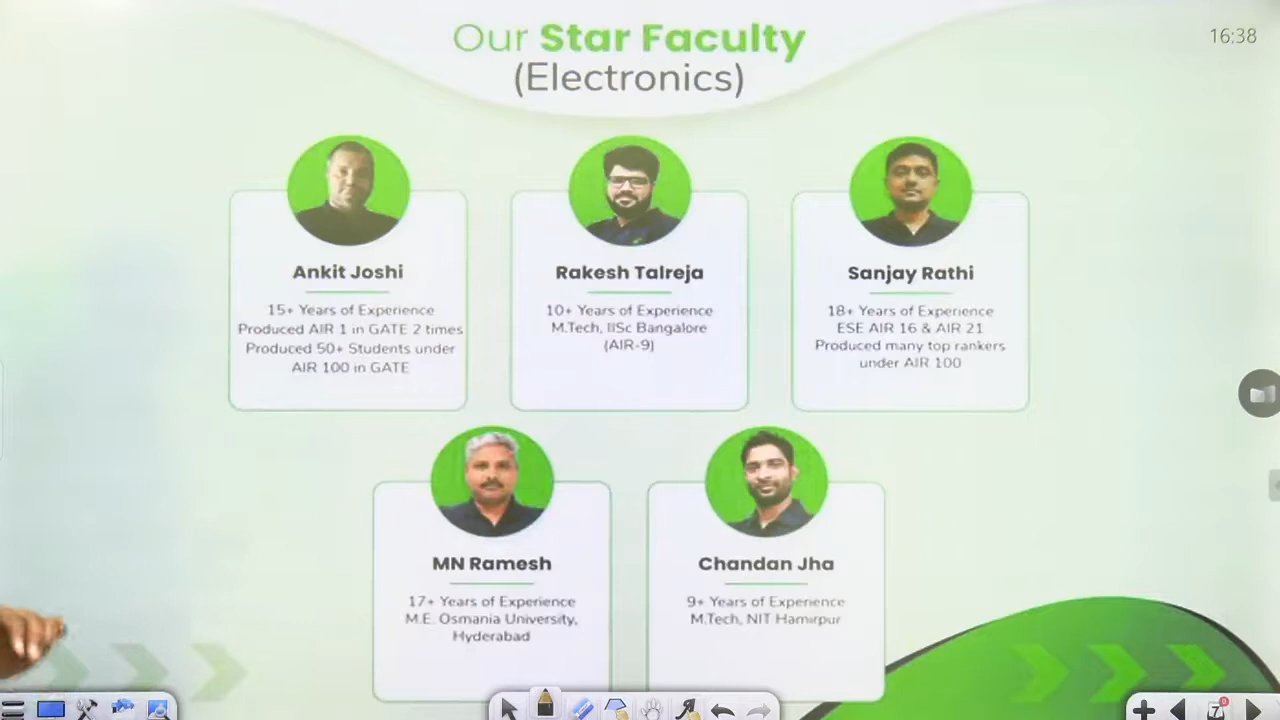 Our Star Faculty
(Electronics)
16:38
Ankit Joshi
15+ Years of Experience
Produced AIR 1 in GATE 2 times
Produced 50+ Students under
AIR 100 in GATE
Rakesh Talreja
10+ Years of Experience
M.Tech, IISc Bangalore
(AIR-9)
Sanjay Rathi
18+ Years of Experience
ESE AIR 16 & AIR 21
Produced many top rankers
under AIR 100
MN Ramesh
17+ Years of Experience
M.E. Osmania University,
Hyderabad
Chandan Jha
9+ Years of Experience
M.Tech, NIT Hamirpur
7
0